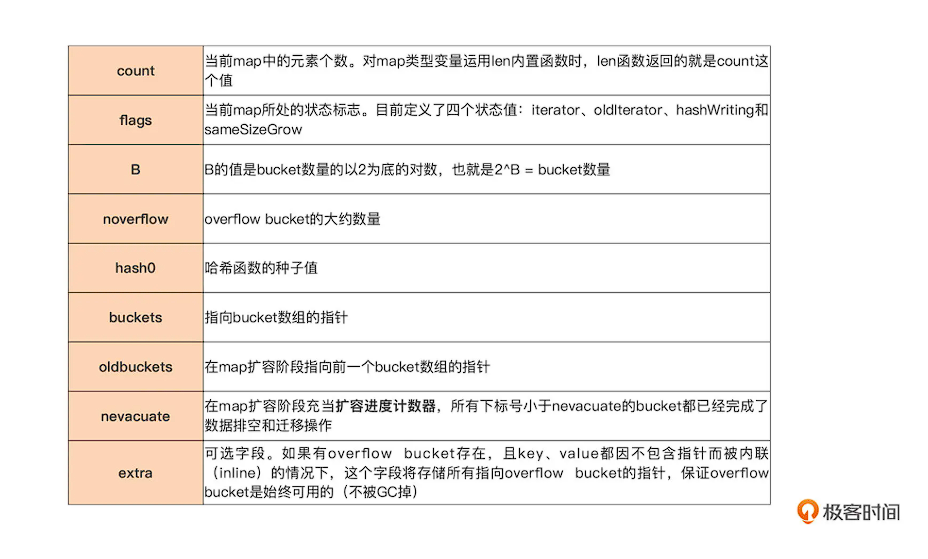 count
当前map中的元素个数。对map类型变量运用len内置函数时，len函数返回的就是count这
个值
flags
当前map所处的状态标志。目前定义了四个状态值：iterator、oldIterator、hashWriting和
sameSizeGrow
B
B的值是bucket数量的以2为底的对数，也就是2^B = bucket数量
noverflow
overflow bucket的大约数量
hash0
哈希函数的种子值
buckets
指向bucket数组的指针
oldbuckets
在map扩容阶段指向前一个bucket数组的指针
nevacuate
在map扩容阶段充当扩容进度计数器，所有下标号小于nevacuate的bucket都已经完成了
数据排空和迁移操作
extra
可选字段。如果有overflow bucket存在，且key、value都因不包含指针而被内联
（inline）的情况下，这个字段将存储所有指向overflow bucket的指针，保证overflow
bucket是始终可用的（不被GC掉）
极客时间